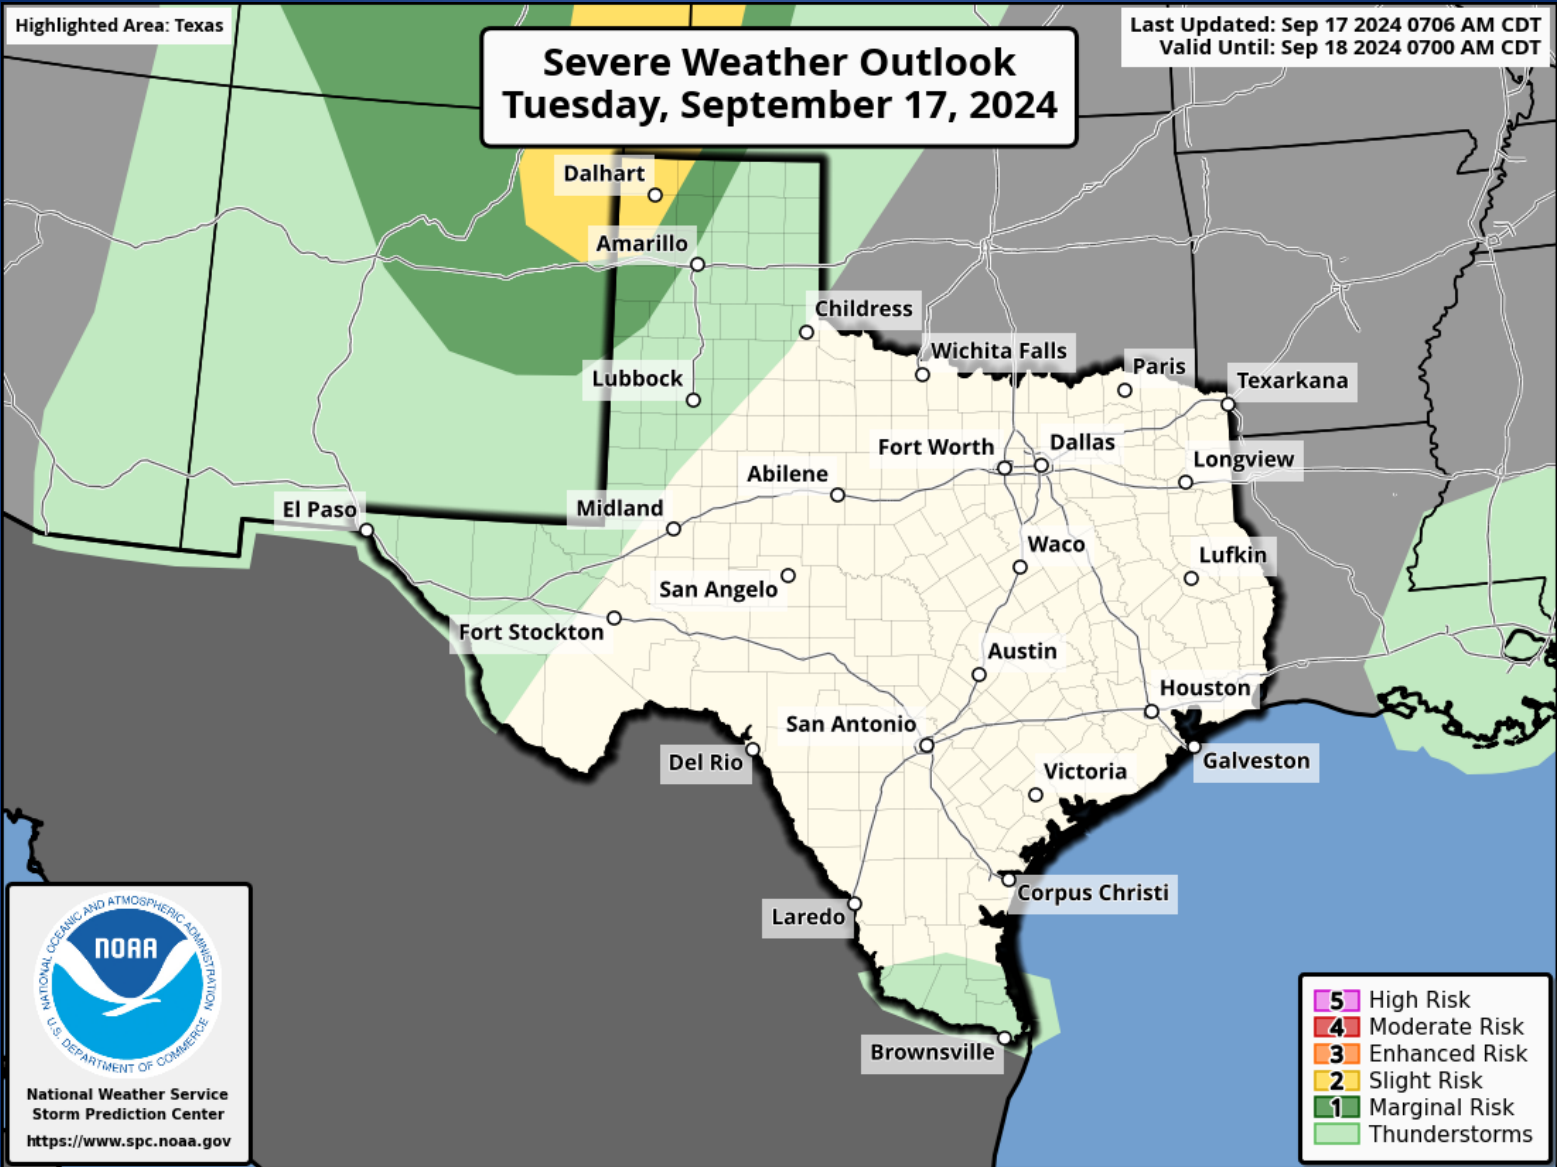 Highlighted Area: Texas
Severe Weather Outlook
Tuesday, September 17, 2024
Last Updated: Sep 17 2024 0706 AM CDT
Valid Until: Sep 18 2024 0700 AM CDT
Dalhart
Amarillo
Childress
Wichita Falls
Paris
Texarkana
Lubbock
Fort Worth
Dallas
Longview
Abilene
El Paso
Midland
Waco
Lufkin
San Angelo
Fort Stockton
Austin
Houston
San Antonio
Del Rio
Galveston
Victoria
Corpus Christi
Laredo
Brownsville
NATIONAL OCEANIC AND ATMOSPHERIC ADMINISTRATION
NOAA
U.S. DEPARTMENT OF COMMERCE
National Weather Service
Storm Prediction Center
https://www.spc.noaa.gov
5 High Risk
4 Moderate Risk
3 Enhanced Risk
2 Slight Risk
1 Marginal Risk
Thunderstorms